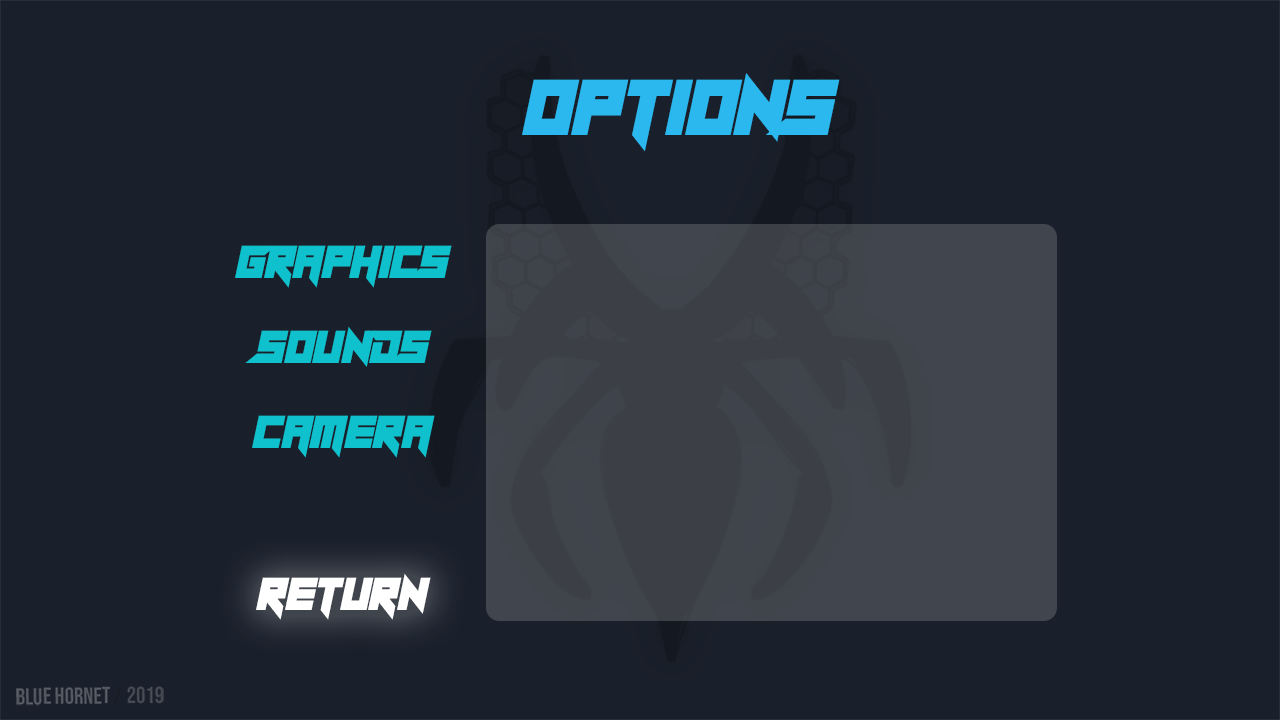 OPTIONS
GRAPHICS
SOUNDS
CAMERA
RETURN
BLUE HORNET 2019